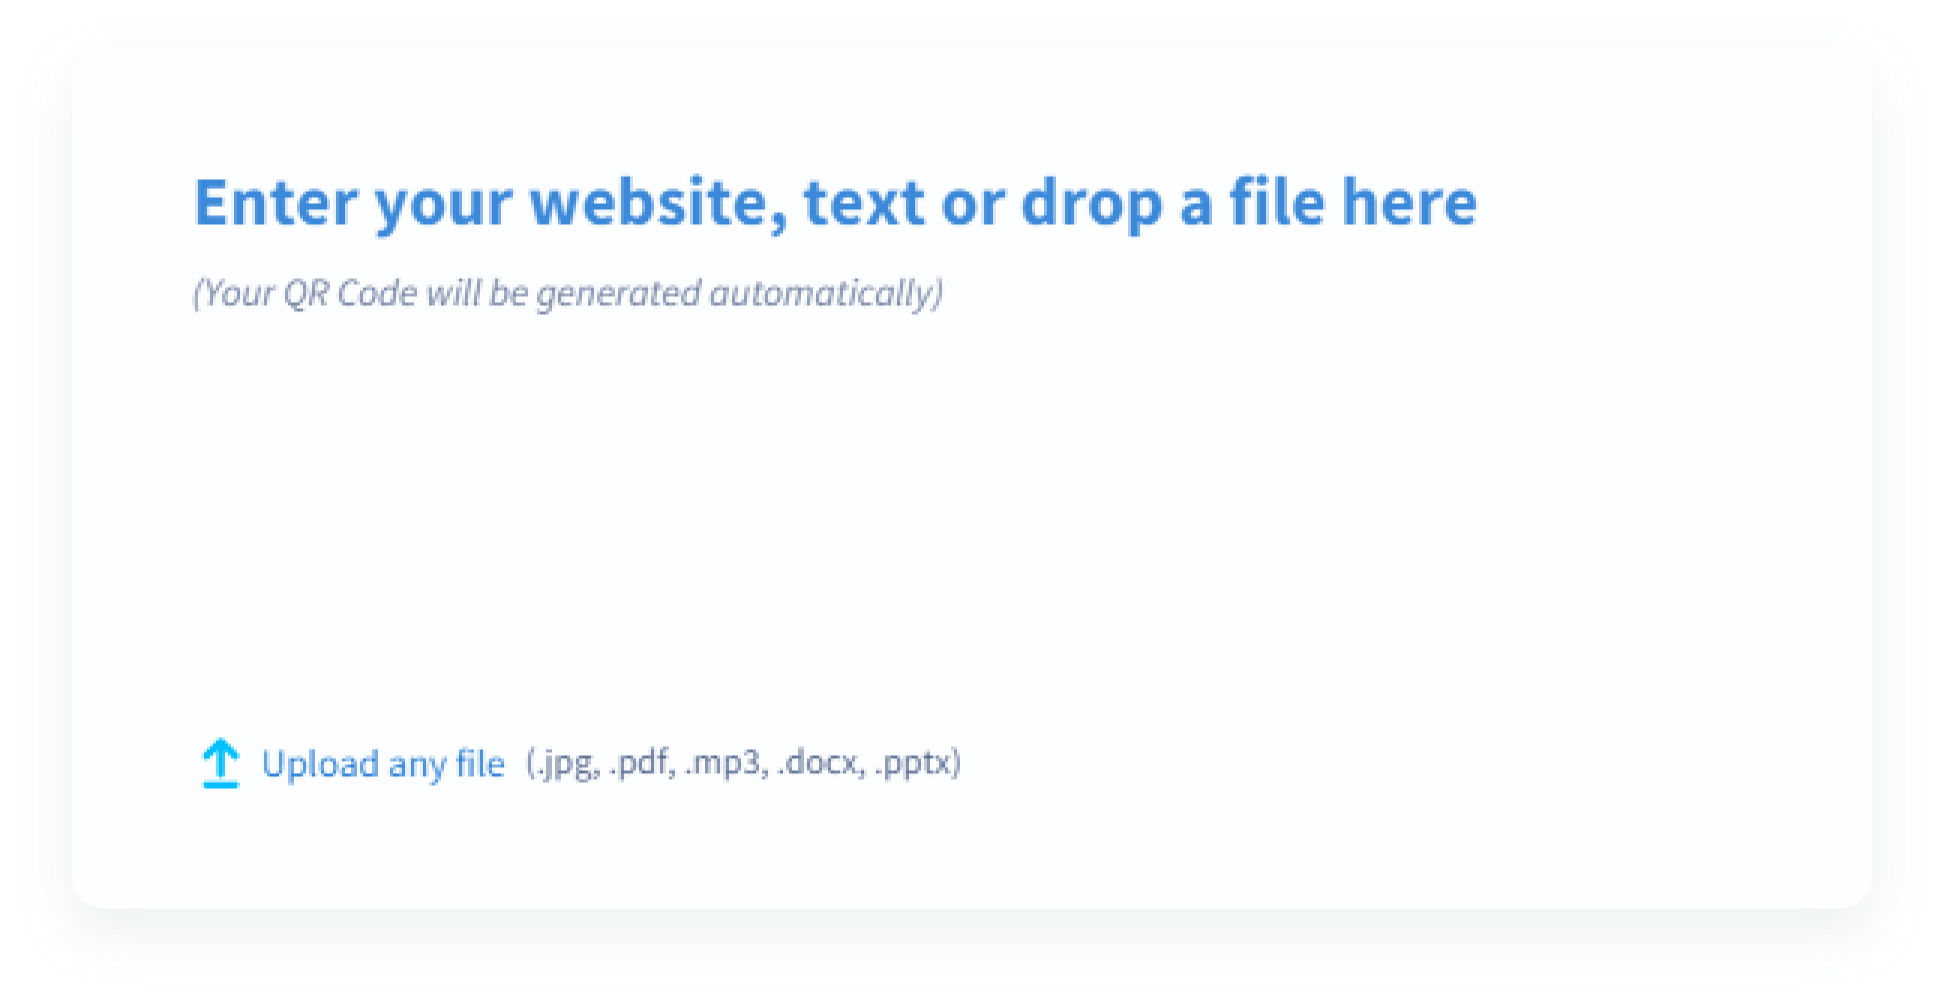 Enter your website, text or drop a file here
(Your QR Code will be generated automatically)
Upload any file (.jpg, .pdf, .mp3, .docx, .pptx)